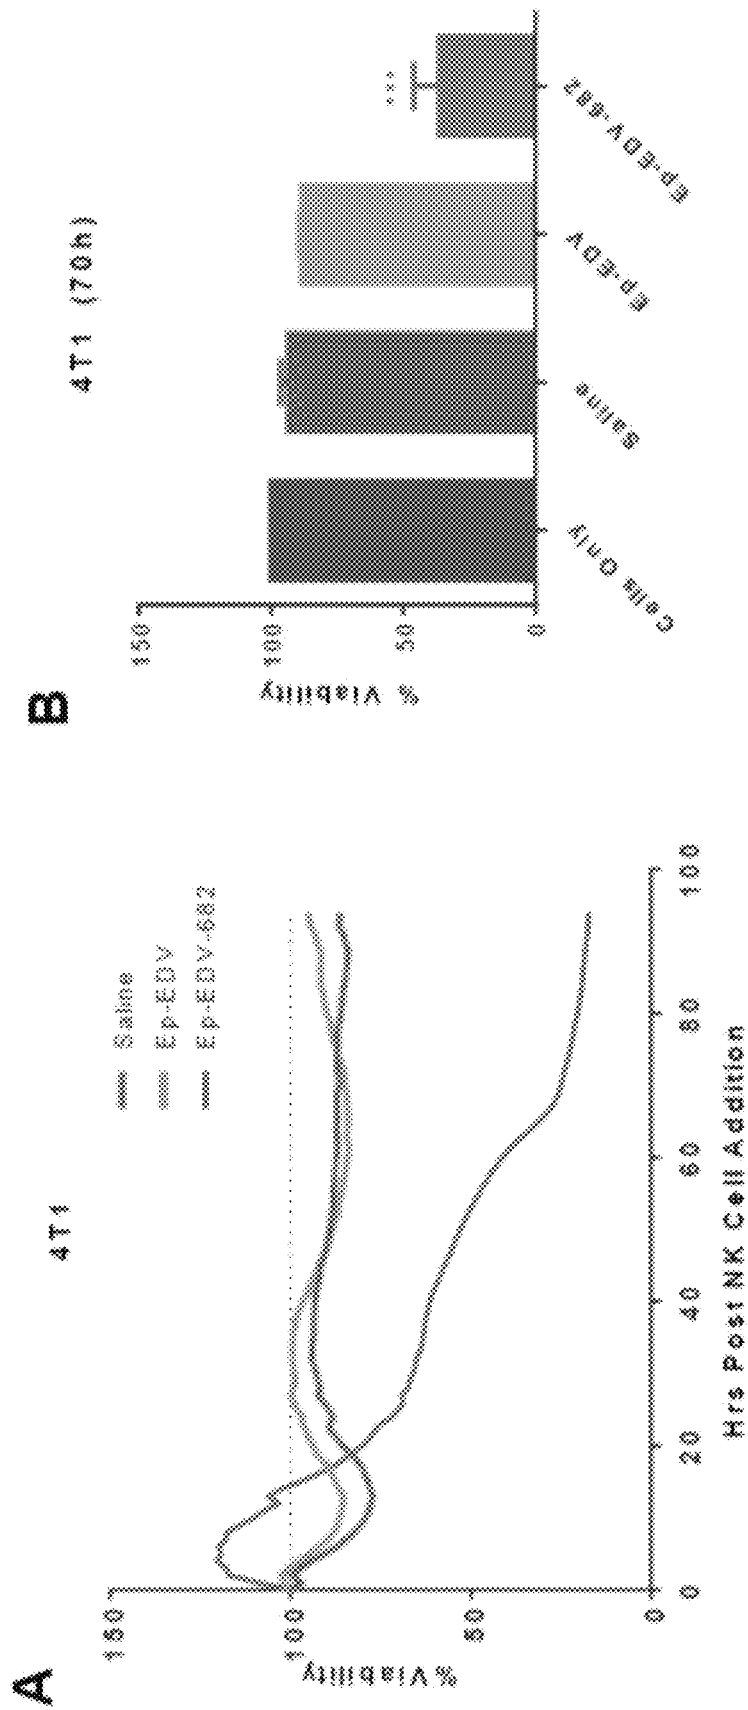 A
4T1
% Viability
150
100
50
0
Saline
Ep-EDV
Ep-EDV-682
0
20
40
60
80
100
Hrs Post NK Cell Addition
B
4T1 (70h)
% Viability
150
100
50
0
***
Cells Only
Saline
Ep-EDV
Ep-EDV-682